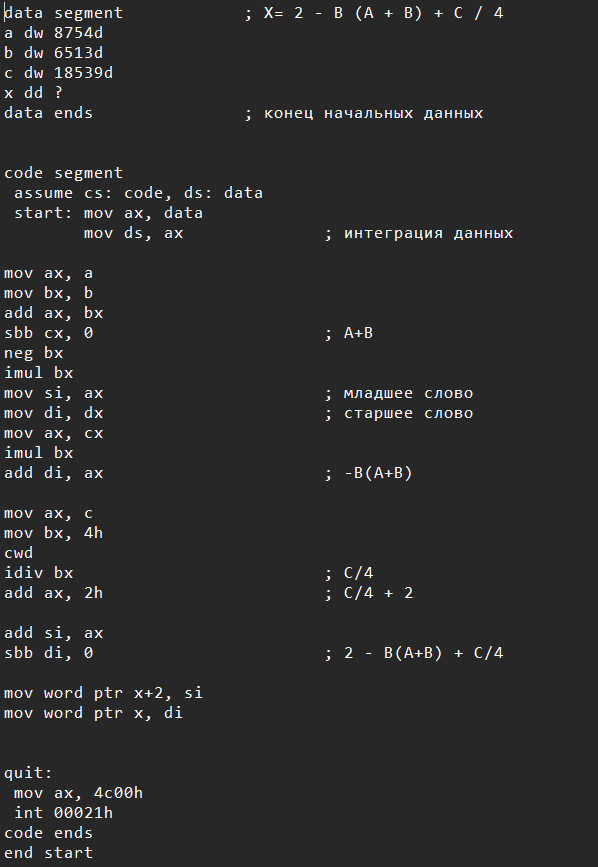 data segment ; X= 2 - B (A + B) + C / 4
a dw 8754d
b dw 6513d
c dw 18539d
x dd ?
data ends ; конец начальных данных
code segment
assume cs: code, ds: data
start: mov ax, data
mov ds, ax ; интеграция данных
mov ax, a
mov bx, b
add ax, bx
sbb cx, 0 ; A+B
neg bx
imul bx
mov si, ax ; младшее слово
mov di, dx ; старшее слово
mov ax, cx
imul bx
add di, ax ; -B(A+B)
mov ax, c
mov bx, 4h
cwd
idiv bx ; C/4
add ax, 2h ; C/4 + 2
add si, ax
sbb di, 0 ; 2 - B(A+B) + C/4
mov word ptr x+2, si
mov word ptr x, di
quit:
mov ax, 4c00h
int 00021h
code ends
end start